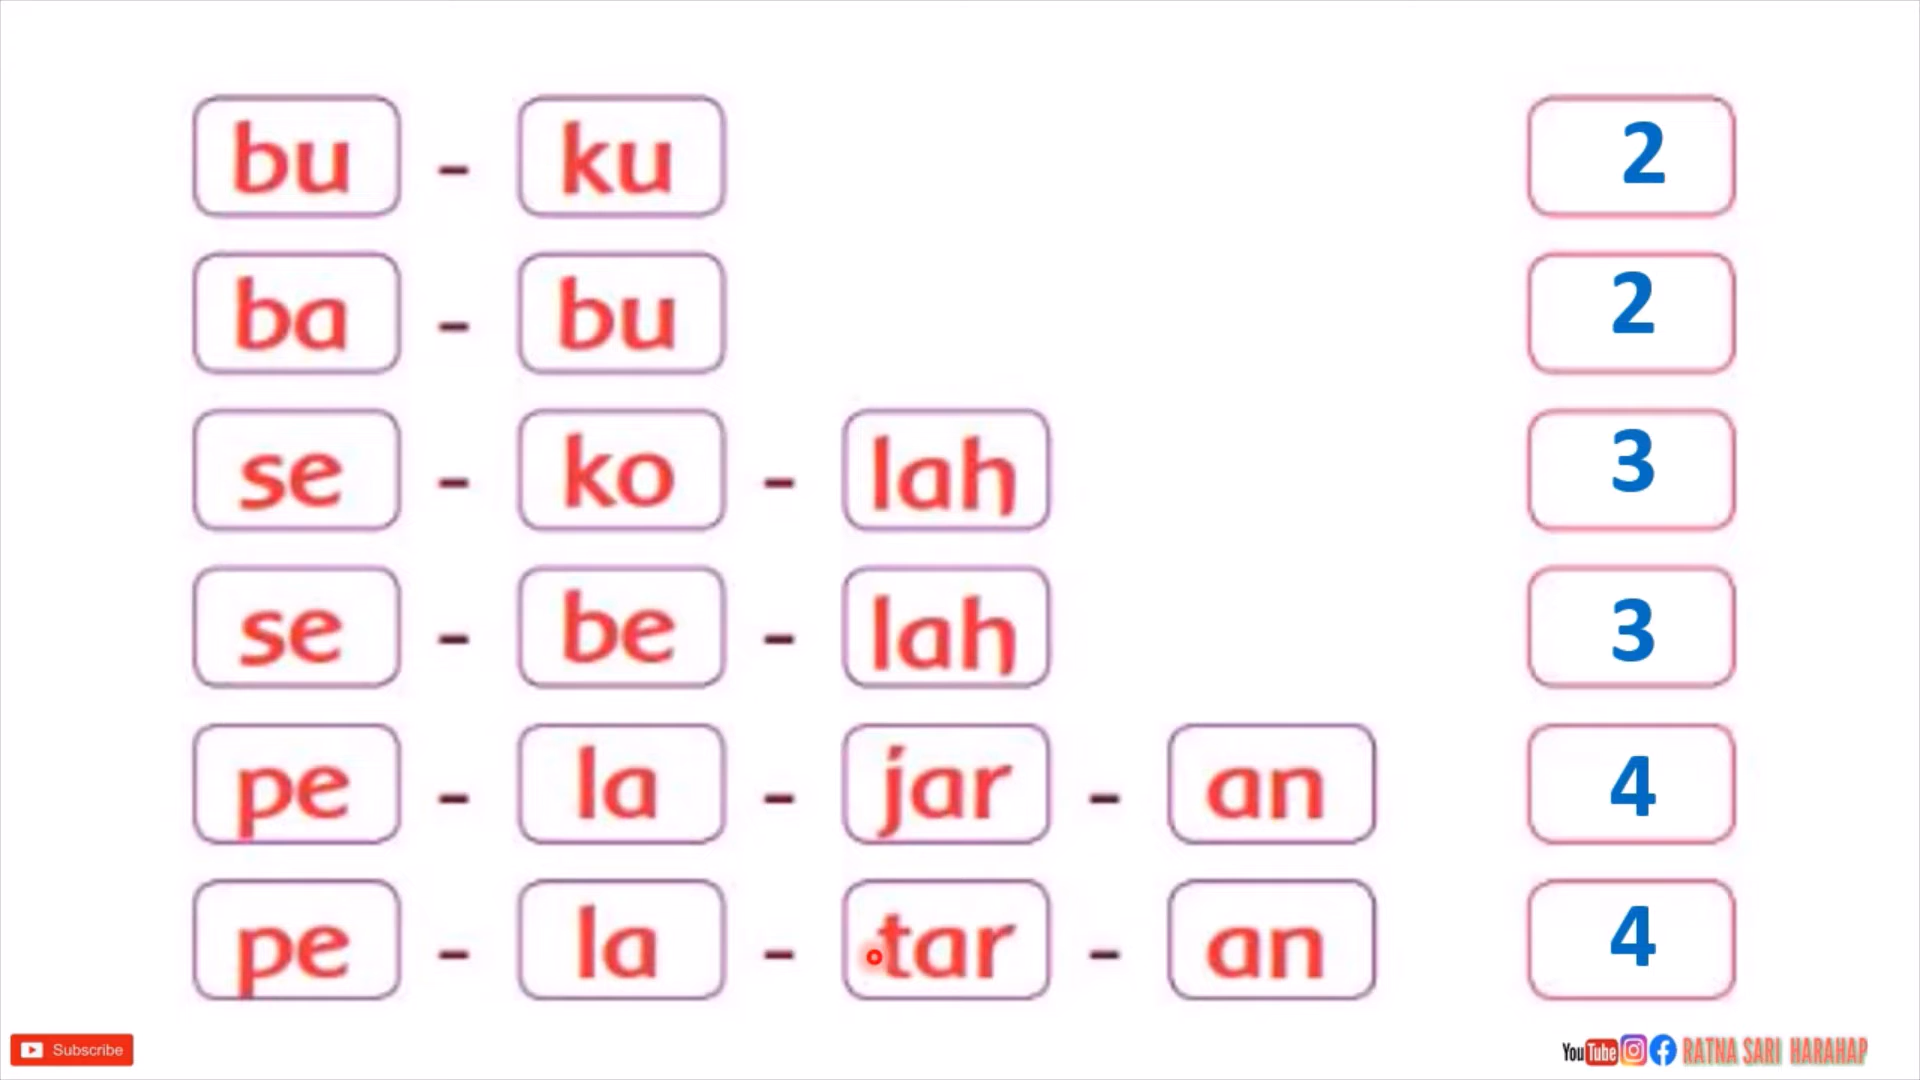 bu - ku 2
ba - bu 2
se - ko - lah 3
se - be - lah 3
pe - la - jar - an 4
pe - la - tar - an 4
Subscribe YouTube RATNA SARI HARAHAP